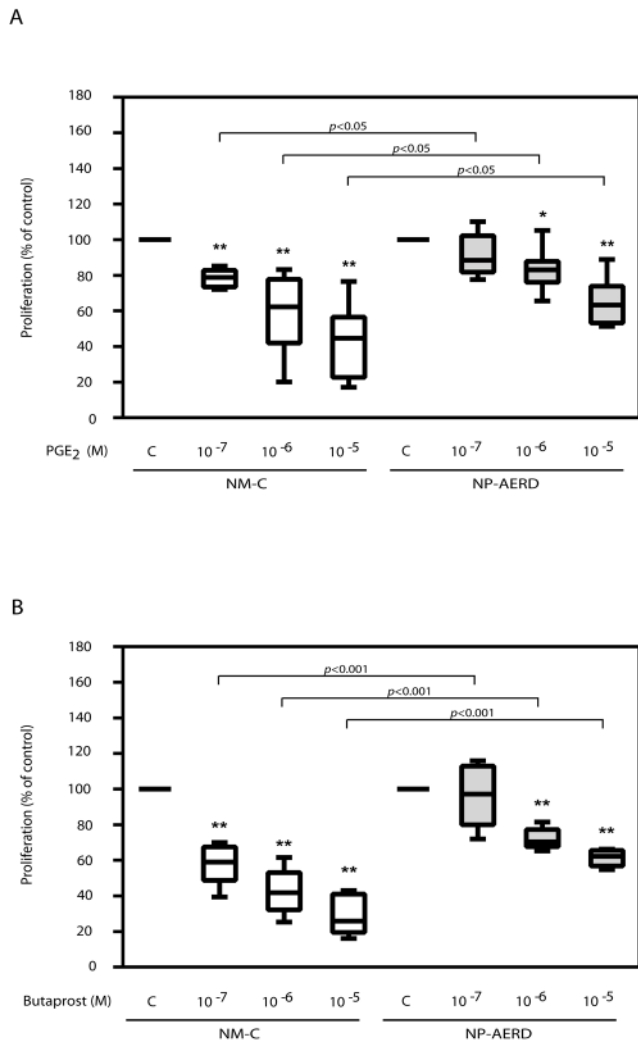 A
180
160
140
120
100
80
60
40
20
0
Proliferation (% of control)
p<0.05
p<0.05
p<0.05
** ** ** * **
PGE2 (M) C 10-7 10-6 10-5 C 10-7 10-6 10-5
NM-C NP-AERD
B
180
160
140
120
100
80
60
40
20
0
Proliferation (% of control)
p<0.001
p<0.001
p<0.001
** ** ** ** **
Butaprost (M) C 10-7 10-6 10-5 C 10-7 10-6 10-5
NM-C NP-AERD